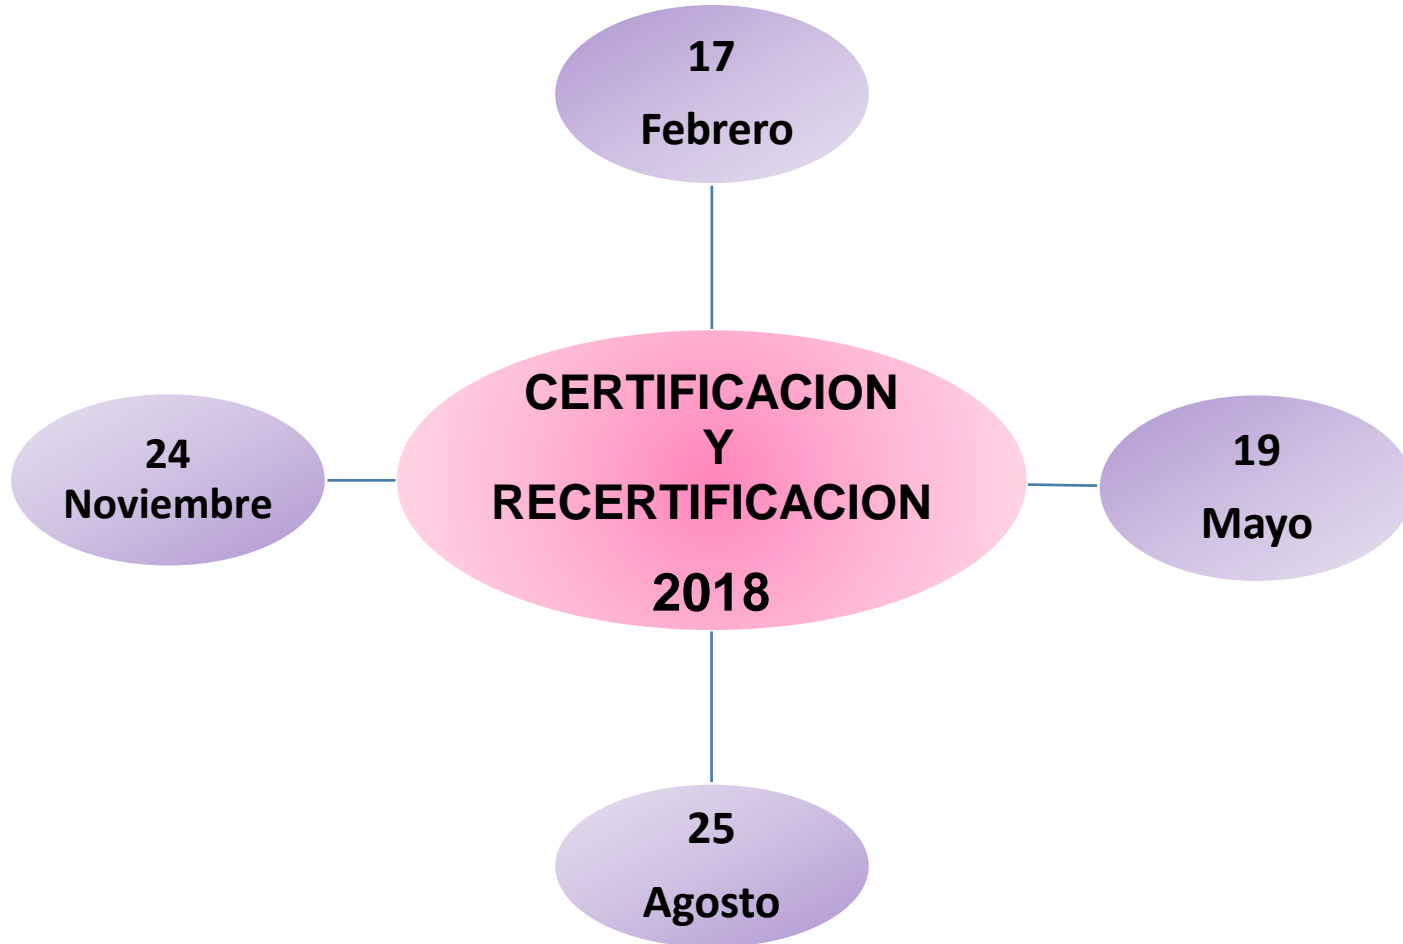 17
Febrero
CERTIFICACION
Y
RECERTIFICACION
2018
24
Noviembre
19
Mayo
25
Agosto